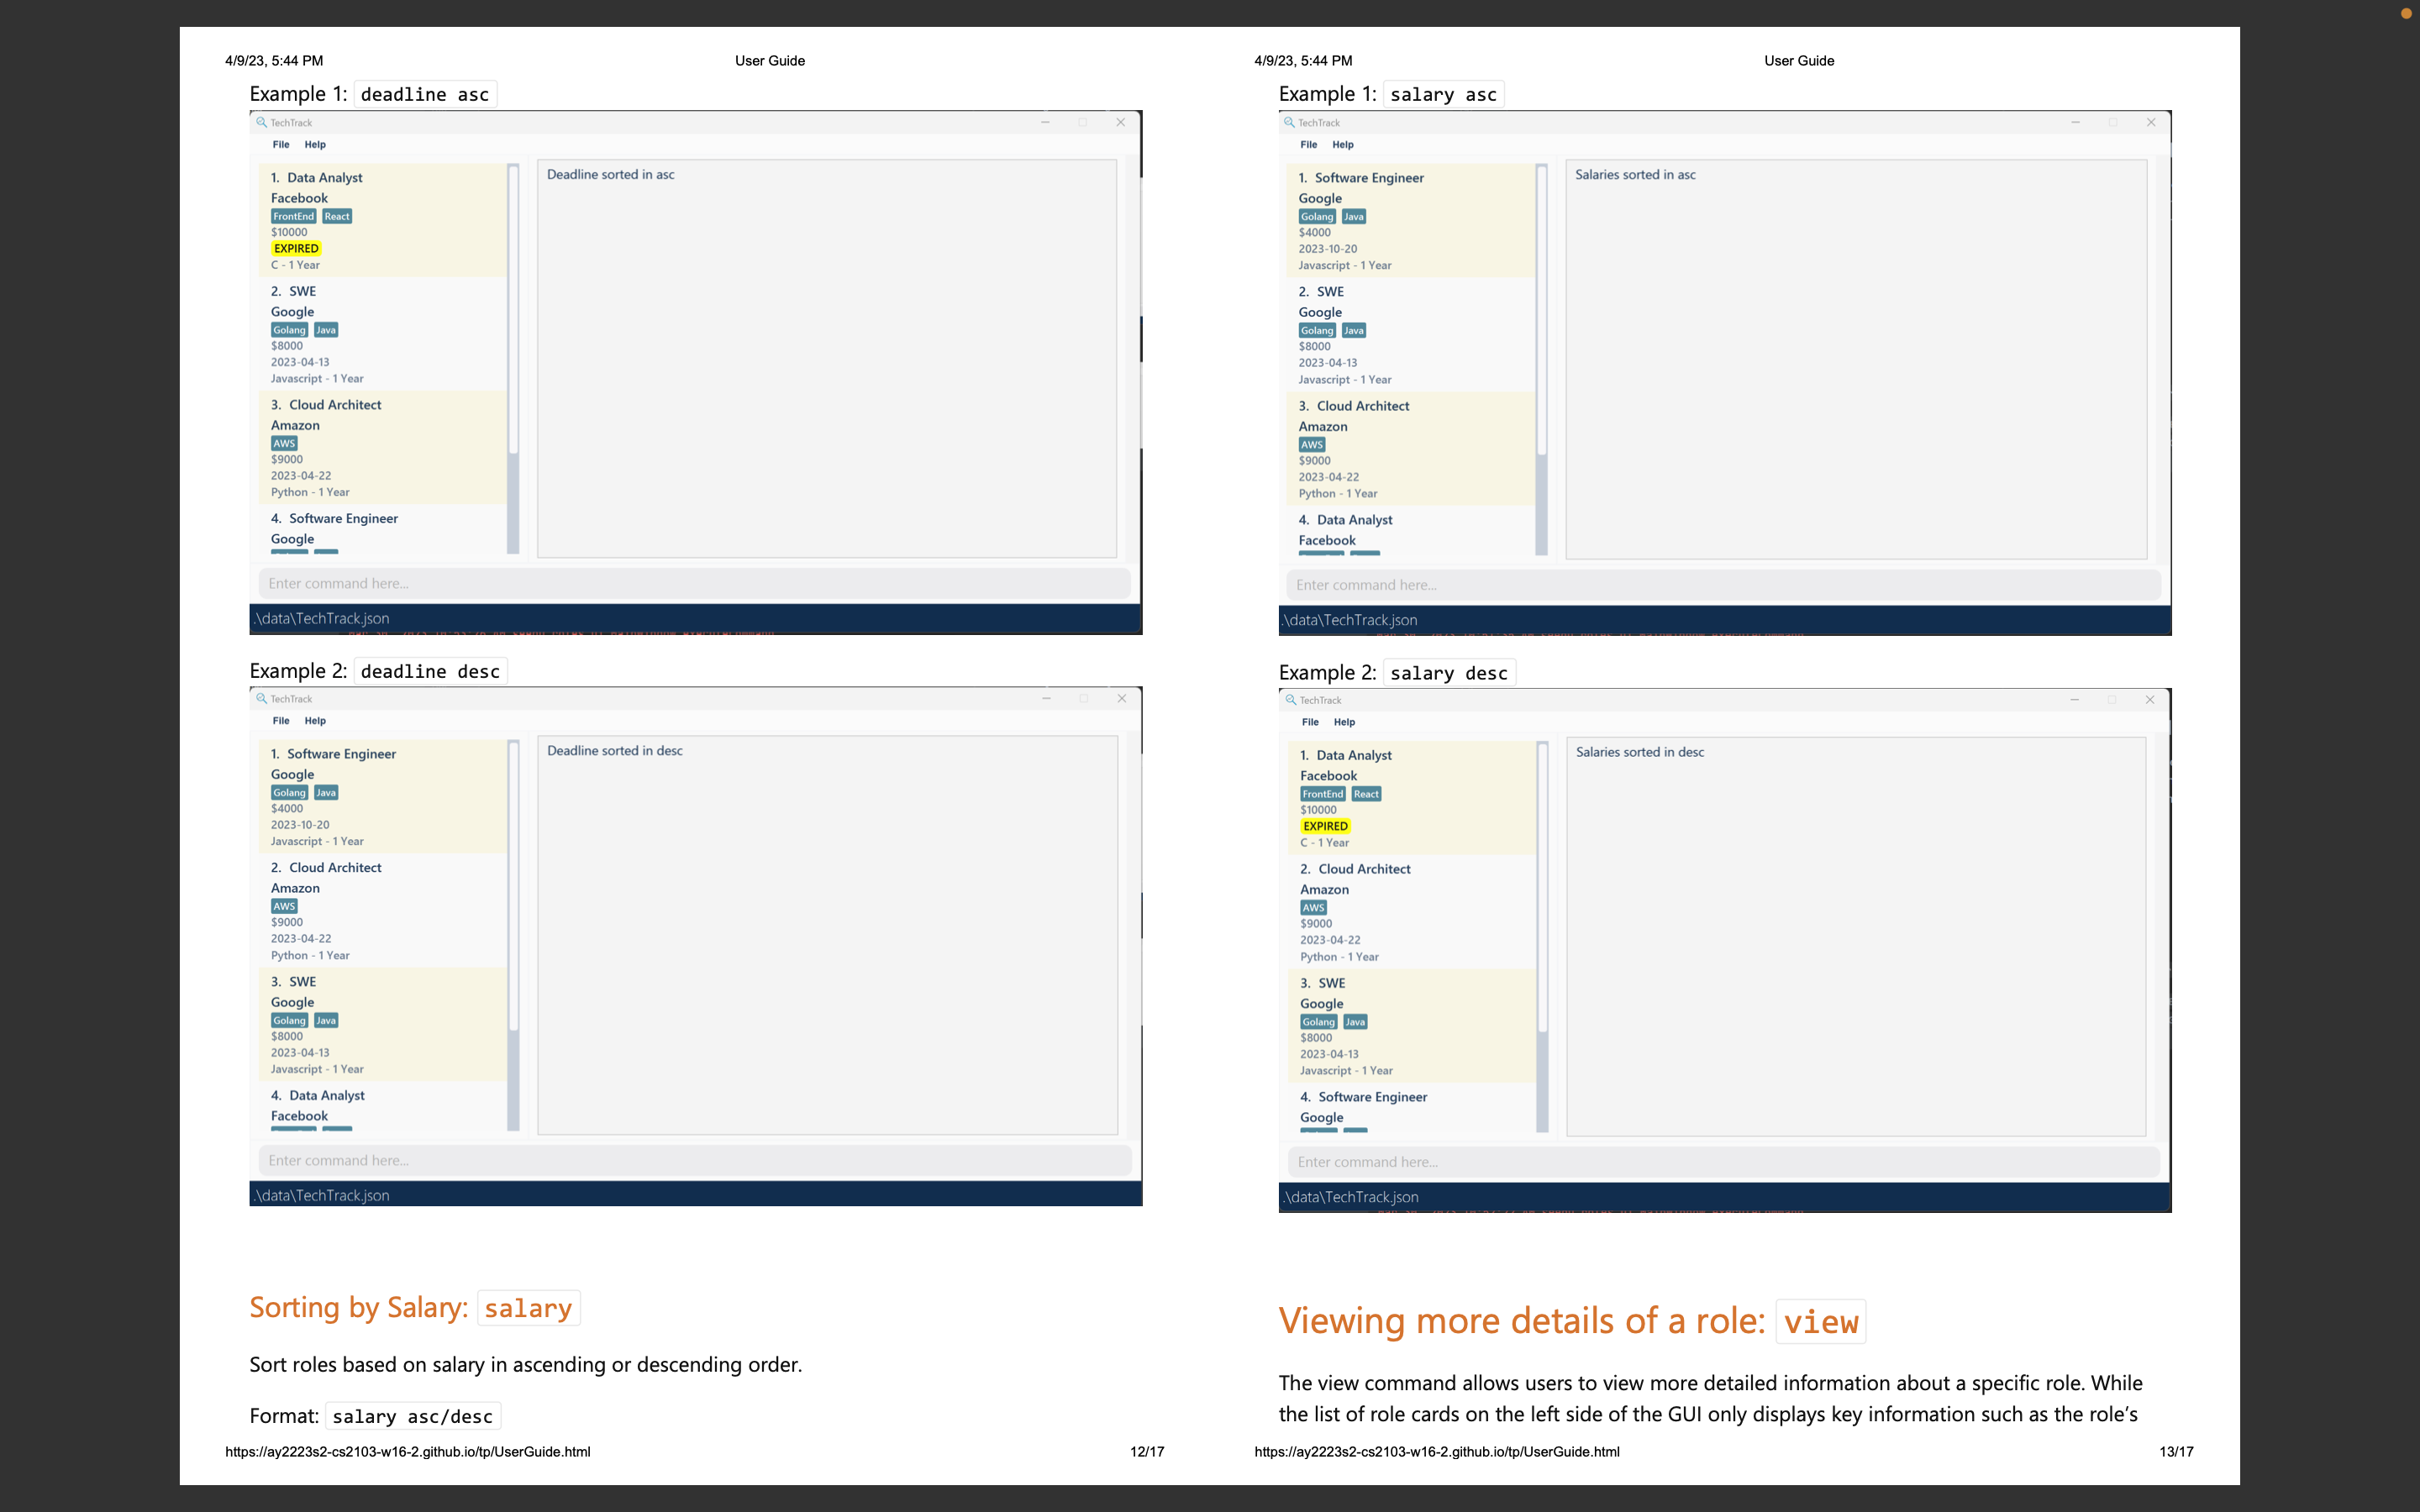 4/9/23, 5:44 PM
User Guide
Example 1: deadline asc
TechTrack
File Help
1. Data Analyst
Facebook
FrontEnd React
$10000
EXPIRED
C - 1 Year
2. SWE
Google
Golang Java
$8000
2023-04-13
Javascript - 1 Year
3. Cloud Architect
Amazon
AWS
$9000
2023-04-22
Python - 1 Year
4. Software Engineer
Google
Deadline sorted in asc
Enter command here...
.\data\TechTrack.json
Example 2: deadline desc
TechTrack
File Help
1. Software Engineer
Google
Golang Java
$4000
2023-10-20
Javascript - 1 Year
2. Cloud Architect
Amazon
AWS
$9000
2023-04-22
Python - 1 Year
3. SWE
Google
Golang Java
$8000
2023-04-13
Javascript - 1 Year
4. Data Analyst
Facebook
Deadline sorted in desc
Enter command here...
.\data\TechTrack.json
Sorting by Salary: salary
Sort roles based on salary in ascending or descending order.
Format: salary asc/desc
https://ay2223s2-cs2103-w16-2.github.io/tp/UserGuide.html
12/17
4/9/23, 5:44 PM
User Guide
Example 1: salary asc
TechTrack
File Help
1. Software Engineer
Google
Golang Java
$4000
2023-10-20
Javascript - 1 Year
2. SWE
Google
Golang Java
$8000
2023-04-13
Javascript - 1 Year
3. Cloud Architect
Amazon
AWS
$9000
2023-04-22
Python - 1 Year
4. Data Analyst
Facebook
Salaries sorted in asc
Enter command here...
.\data\TechTrack.json
Example 2: salary desc
TechTrack
File Help
1. Data Analyst
Facebook
FrontEnd React
$10000
EXPIRED
C - 1 Year
2. Cloud Architect
Amazon
AWS
$9000
2023-04-22
Python - 1 Year
3. SWE
Google
Golang Java
$8000
2023-04-13
Javascript - 1 Year
4. Software Engineer
Google
Salaries sorted in desc
Enter command here...
.\data\TechTrack.json
Viewing more details of a role: view
The view command allows users to view more detailed information about a specific role. While
the list of role cards on the left side of the GUI only displays key information such as the role's
https://ay2223s2-cs2103-w16-2.github.io/tp/UserGuide.html
13/17